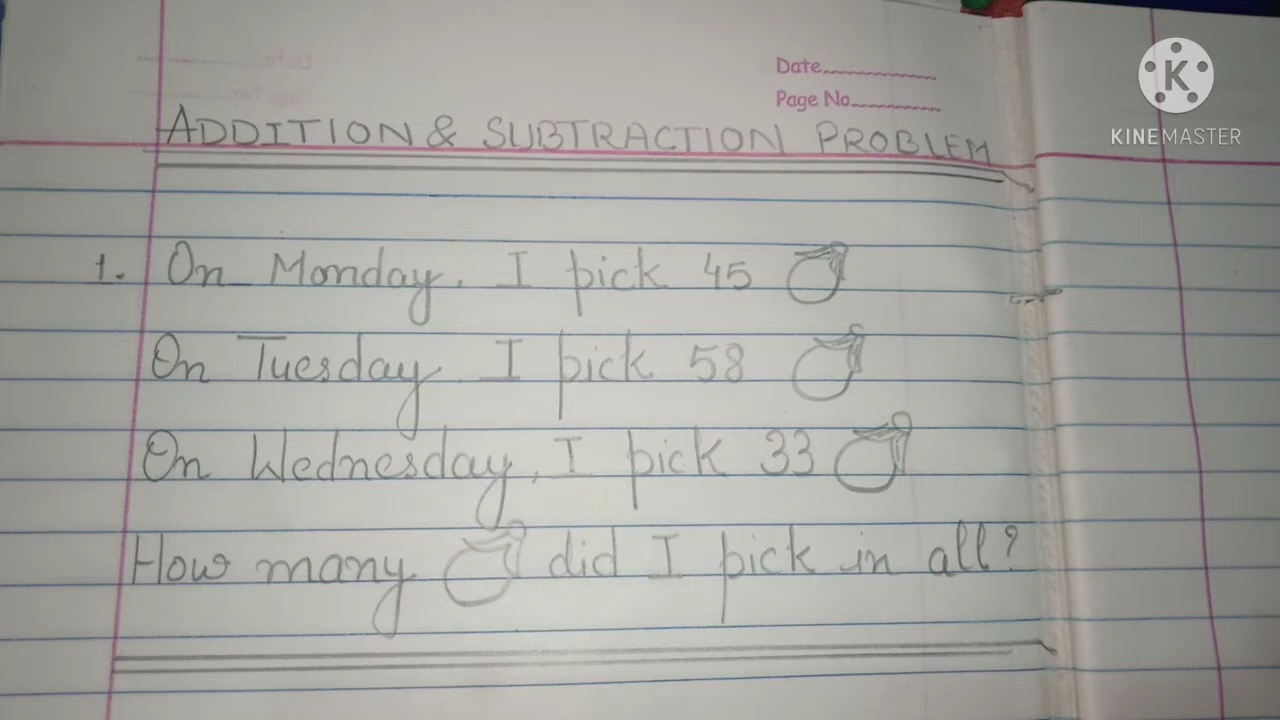 Date
Page No.
K
KINEMASTER
ADDITION & SUBTRACTION PROBLEM
1. On Monday, I pick 45
On Tuesday, I pick 58
On Wednesday, I pick 33
How many did I pick in all?